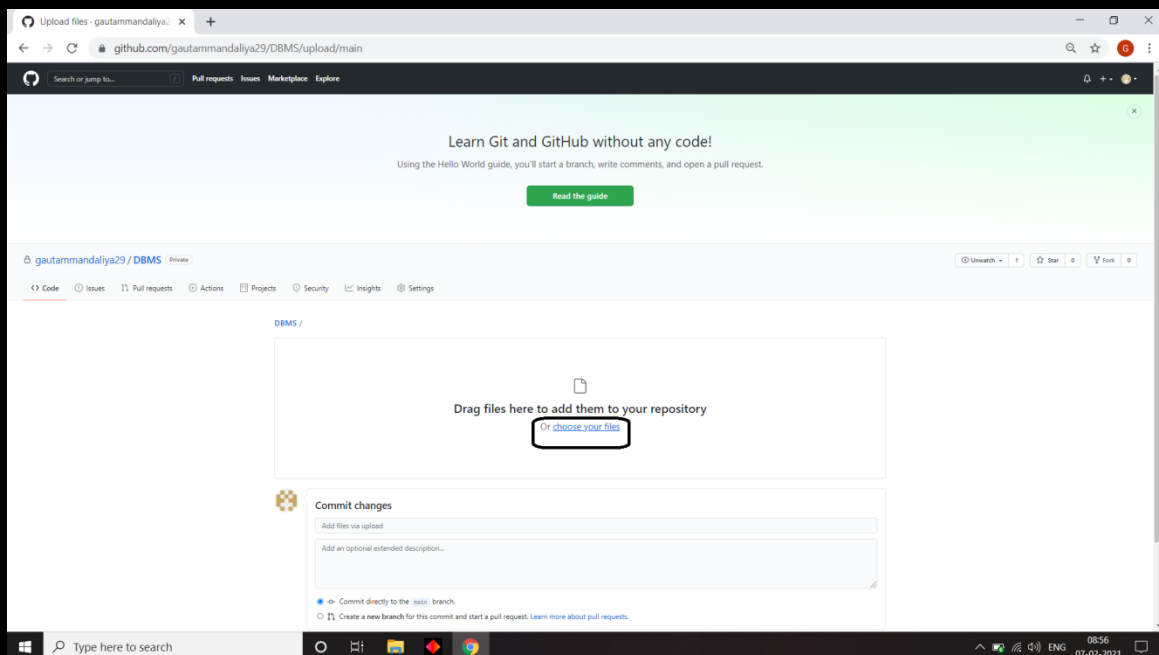 Upload files · gautammandaliya2
github.com/gautammandaliya29/DBMS/upload/main
G
Search or jump to... /
Pull requests Issues Marketplace Explore
Learn Git and GitHub without any code!
Using the Hello World guide, you'll start a branch, write comments, and open a pull request.
Read the guide
gautammandaliya29 / DBMS Private
Unwatch 1 Star 0 Fork 0
Code Issues Pull requests Actions Projects Security Insights Settings
DBMS /
Drag files here to add them to your repository
Or choose your files
Commit changes
Add files via upload
Add an optional extended description...
Commit directly to the main branch.
Create a new branch for this commit and start a pull request. Learn more about pull requests.
Type here to search
ENG
08:56
07-02-2021